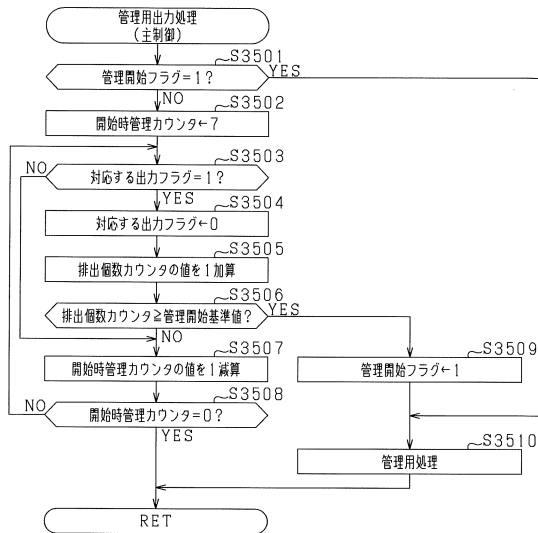 管理用出力処理
(主制御)
S3501
管理開始フラグ=1?
YES
NO
S3502
開始時管理カウンタ←7
S3503
NO
対応する出力フラグ=1?
YES
S3504
対応する出力フラグ←0
S3505
排出個数カウンタの値を1加算
S3506
排出個数カウンタ≧管理開始基準値?
YES
NO
S3507
開始時管理カウンタの値を1減算
S3509
管理開始フラグ←1
S3508
NO
開始時管理カウンタ=0?
YES
S3510
管理用処理
RET